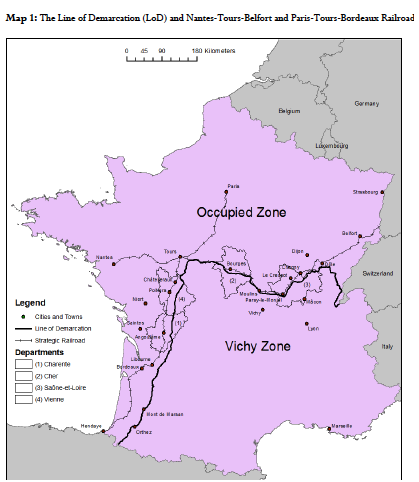 Map 1: The Line of Demarcation (LoD) and Nantes-Tours-Belfort and Paris-Tours-Bordeaux Railroad
0 45 90 180 Kilometers
Belgium
Germany
Luxembourg
Paris
Strasbourg
Occupied Zone
Belfort
Tours
Dijon
Nantes
Bourges
Dôle
Switzerland
Châtellerault
Le Creusot
(2)
(3)
Poitiers
Moulins
Paray-le-Monial
Mâcon
Niort
(4)
Vichy
Legend
Cities and Towns
Line of Demarcation
Strategic Railroad
Saintes
(1)
Lyon
Angoulême
Departments
(1) Charente
(2) Cher
(3) Saône-et-Loire
(4) Vienne
Vichy Zone
Italy
Libourne
Bordeaux
Mont de Marsan
Hendaye
Orthez
Marseille